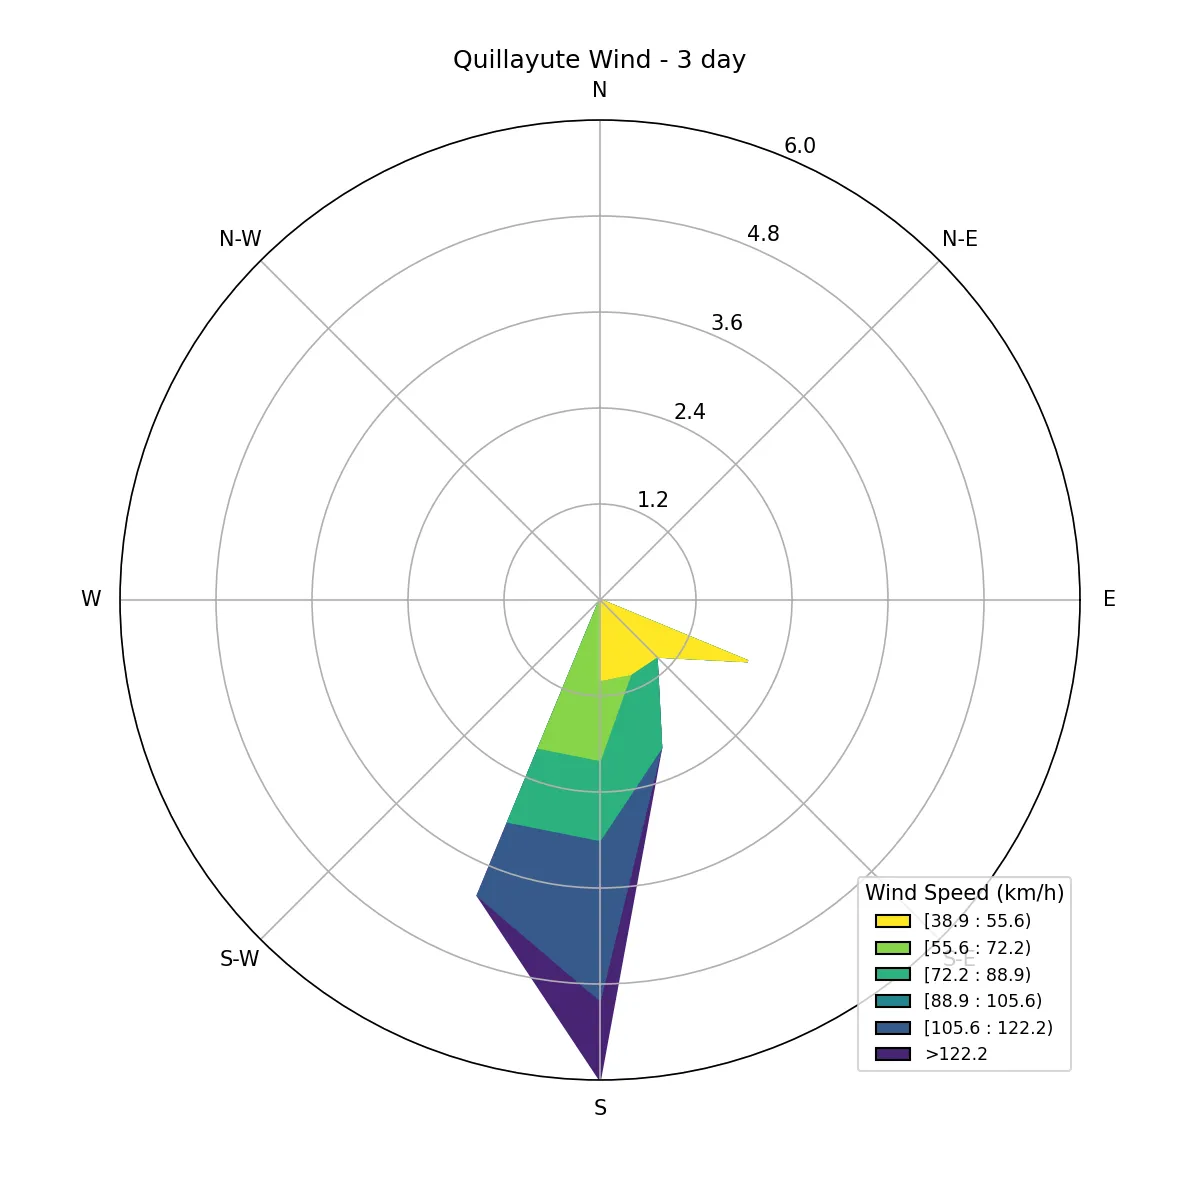 Quillayute Wind - 3 day
N
6.0
N-W
4.8
N-E
3.6
2.4
1.2
W
E
Wind Speed (km/h)
[38.9 : 55.6)
[55.6 : 72.2)
S-W
S-E
[72.2 : 88.9)
[88.9 : 105.6)
[105.6 : 122.2)
>122.2
S